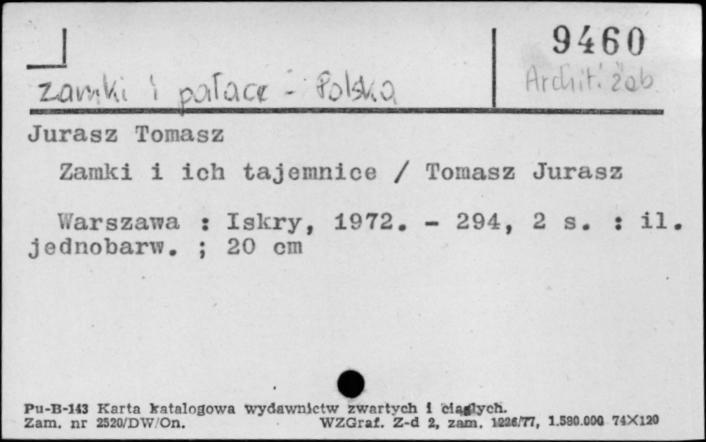 9460
Archit. zab.
zamki i pałace - Polska
Jurasz Tomasz
Zamki i ich tajemnice / Tomasz Jurasz
Warszawa : Iskry, 1972. - 294, 2 s. : il.
jednobarw. ; 20 cm
Pu-B-143 Karta katalogowa wydawnictw zwartych i ciągłych.
Zam. nr 2520/DW/On. WZGraf. Z-d 2, zam. 1226/77, 1.580.000 74X120